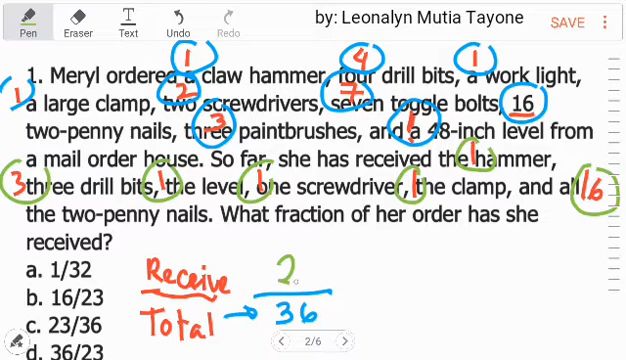 by: Leonalyn Mutia Tayone
Pen
Eraser
Text
Undo
Redo
SAVE
1 4 1
1. Meryl ordered a claw hammer, four drill bits, a work light,
1 2 7
a large clamp, two screwdrivers, seven toggle bolts, 16
3 1
two-penny nails, three paintbrushes, and a 48-inch level from
a mail order house. So far, she has received the hammer,
1
3 1 1 1 16
three drill bits, the level, one screwdriver, the clamp, and all
the two-penny nails. What fraction of her order has she
received?
a. 1/32
b. 16/23
c. 23/36
d. 36/23
Receive 2
Total → 36
2/6